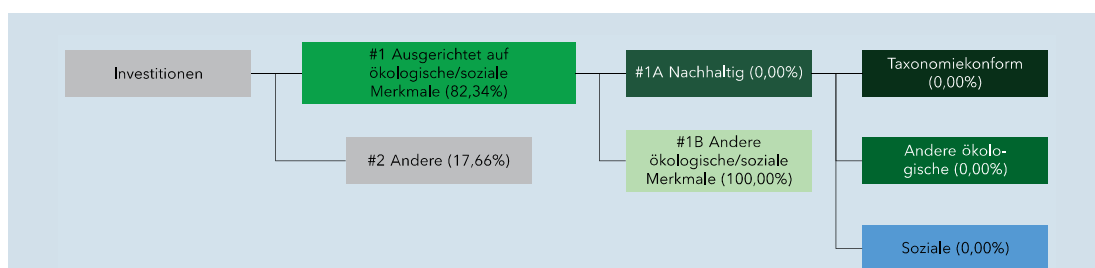 Investitionen
#1 Ausgerichtet auf
ökologische/soziale
Merkmale (82,34%)
#2 Andere (17,66%)
#1A Nachhaltig (0,00%)
#1B Andere
ökologische/soziale
Merkmale (100,00%)
Taxonomiekonform
(0,00%)
Andere ökolo-
gische (0,00%)
Soziale (0,00%)